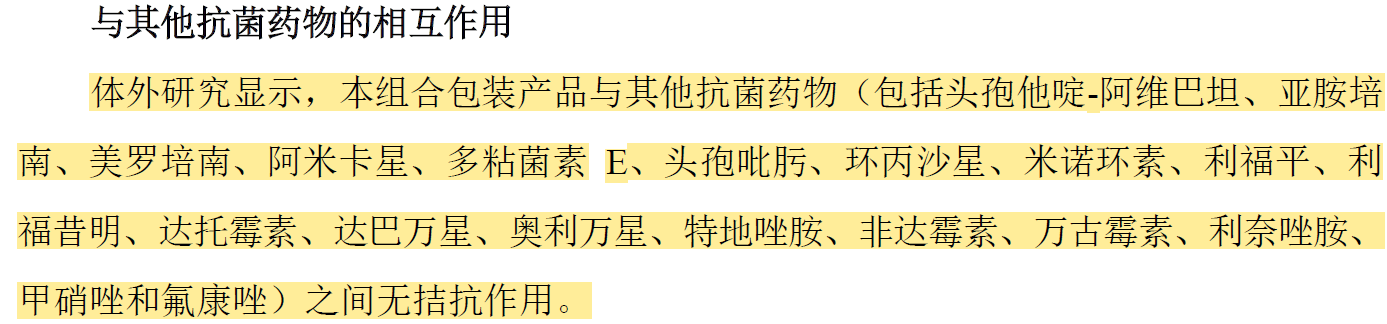 与其他抗菌药物的相互作用
体外研究显示，本组合包装产品与其他抗菌药物（包括头孢他啶-阿维巴坦、亚胺培
南、美罗培南、阿米卡星、多粘菌素 E、头孢吡肟、环丙沙星、米诺环素、利福平、利
福昔明、达托霉素、达巴万星、奥利万星、特地唑胺、非达霉素、万古霉素、利奈唑胺、
甲硝唑和氟康唑）之间无拮抗作用。